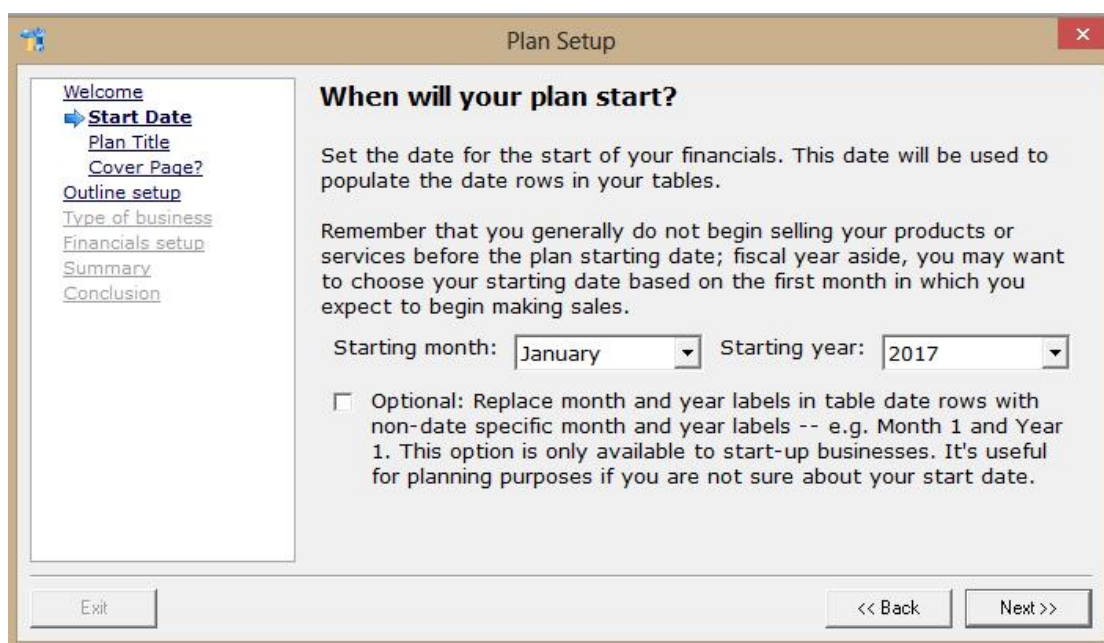 Plan Setup
Welcome
Start Date
Plan Title
Cover Page?
Outline setup
Type of business
Financials setup
Summary
Conclusion
When will your plan start?
Set the date for the start of your financials. This date will be used to
populate the date rows in your tables.
Remember that you generally do not begin selling your products or
services before the plan starting date; fiscal year aside, you may want
to choose your starting date based on the first month in which you
expect to begin making sales.
Starting month: January Starting year: 2017
Optional: Replace month and year labels in table date rows with
non-date specific month and year labels -- e.g. Month 1 and Year
1. This option is only available to start-up businesses. It's useful
for planning purposes if you are not sure about your start date.
Exit << Back Next >>